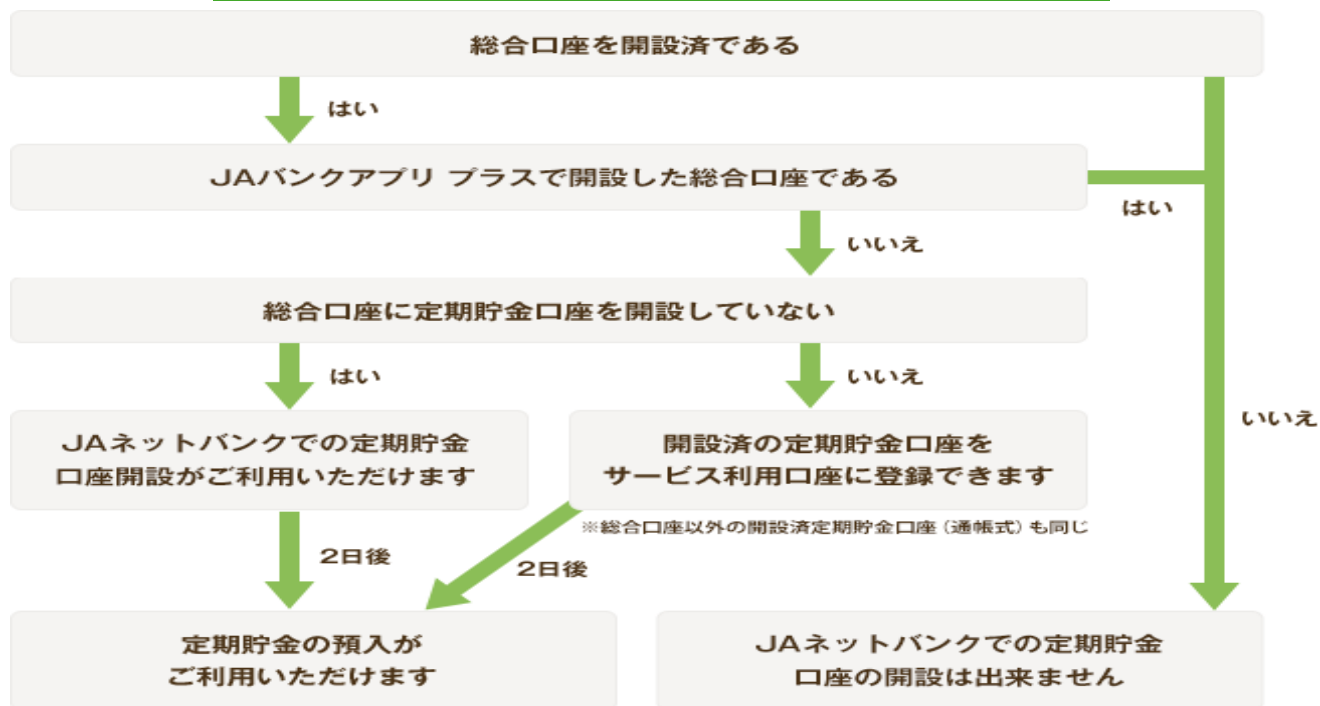 総合口座を開設済である
はい
JAバンクアプリ プラスで開設した総合口座である
はい
いいえ
総合口座に定期貯金口座を開設していない
はい
いいえ
いいえ
JAネットバンクでの定期貯金
口座開設がご利用いただけます
開設済の定期貯金口座を
サービス利用口座に登録できます
※総合口座以外の開設済定期貯金口座（通帳式）も同じ
2日後
2日後
定期貯金の預入が
ご利用いただけます
JAネットバンクでの定期貯金
口座の開設は出来ません